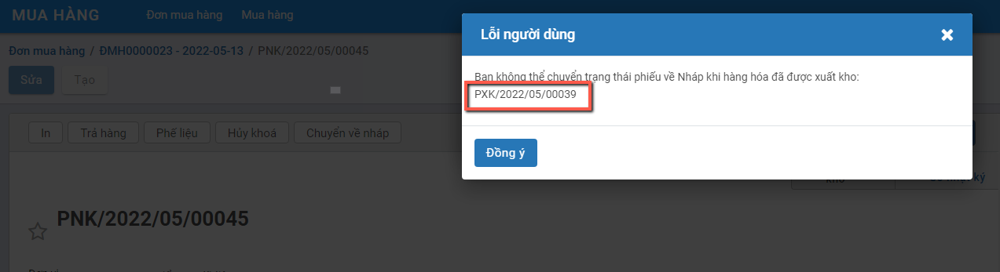 MUA HÀNG Đơn mua hàng Mua hàng
Lỗi người dùng
Đơn mua hàng / ĐMH0000023 - 2022-05-13 / PNK/2022/05/00045
Sửa Tạo
Bạn không thể chuyển trạng thái phiếu về Nháp khi hàng hóa đã được xuất kho:
PXK/2022/05/00039
In Trả hàng Phế liệu Hủy khoá Chuyển về nháp
Đồng ý
kho
PNK/2022/05/00045